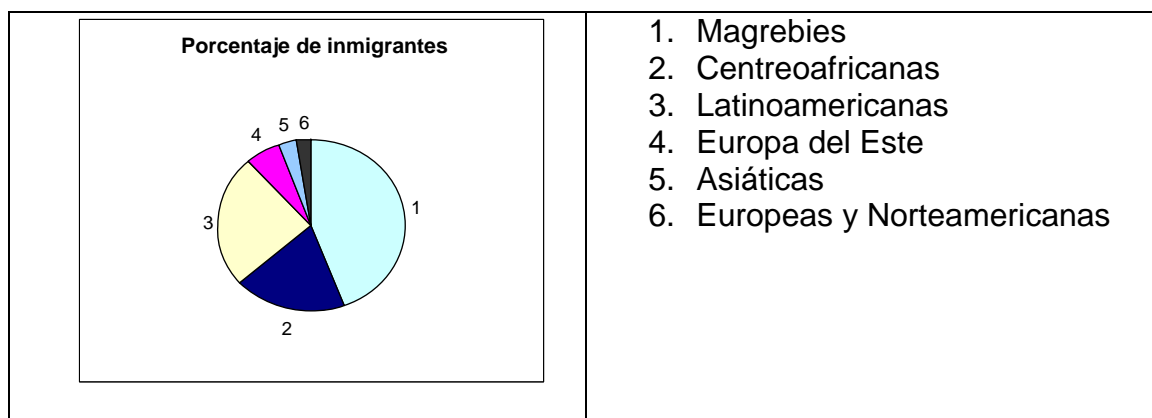 Porcentaje de inmigrantes
1
2
3
4
5
6
1. Magrebies
2. Centreoafricanas
3. Latinoamericanas
4. Europa del Este
5. Asiáticas
6. Europeas y Norteamericanas